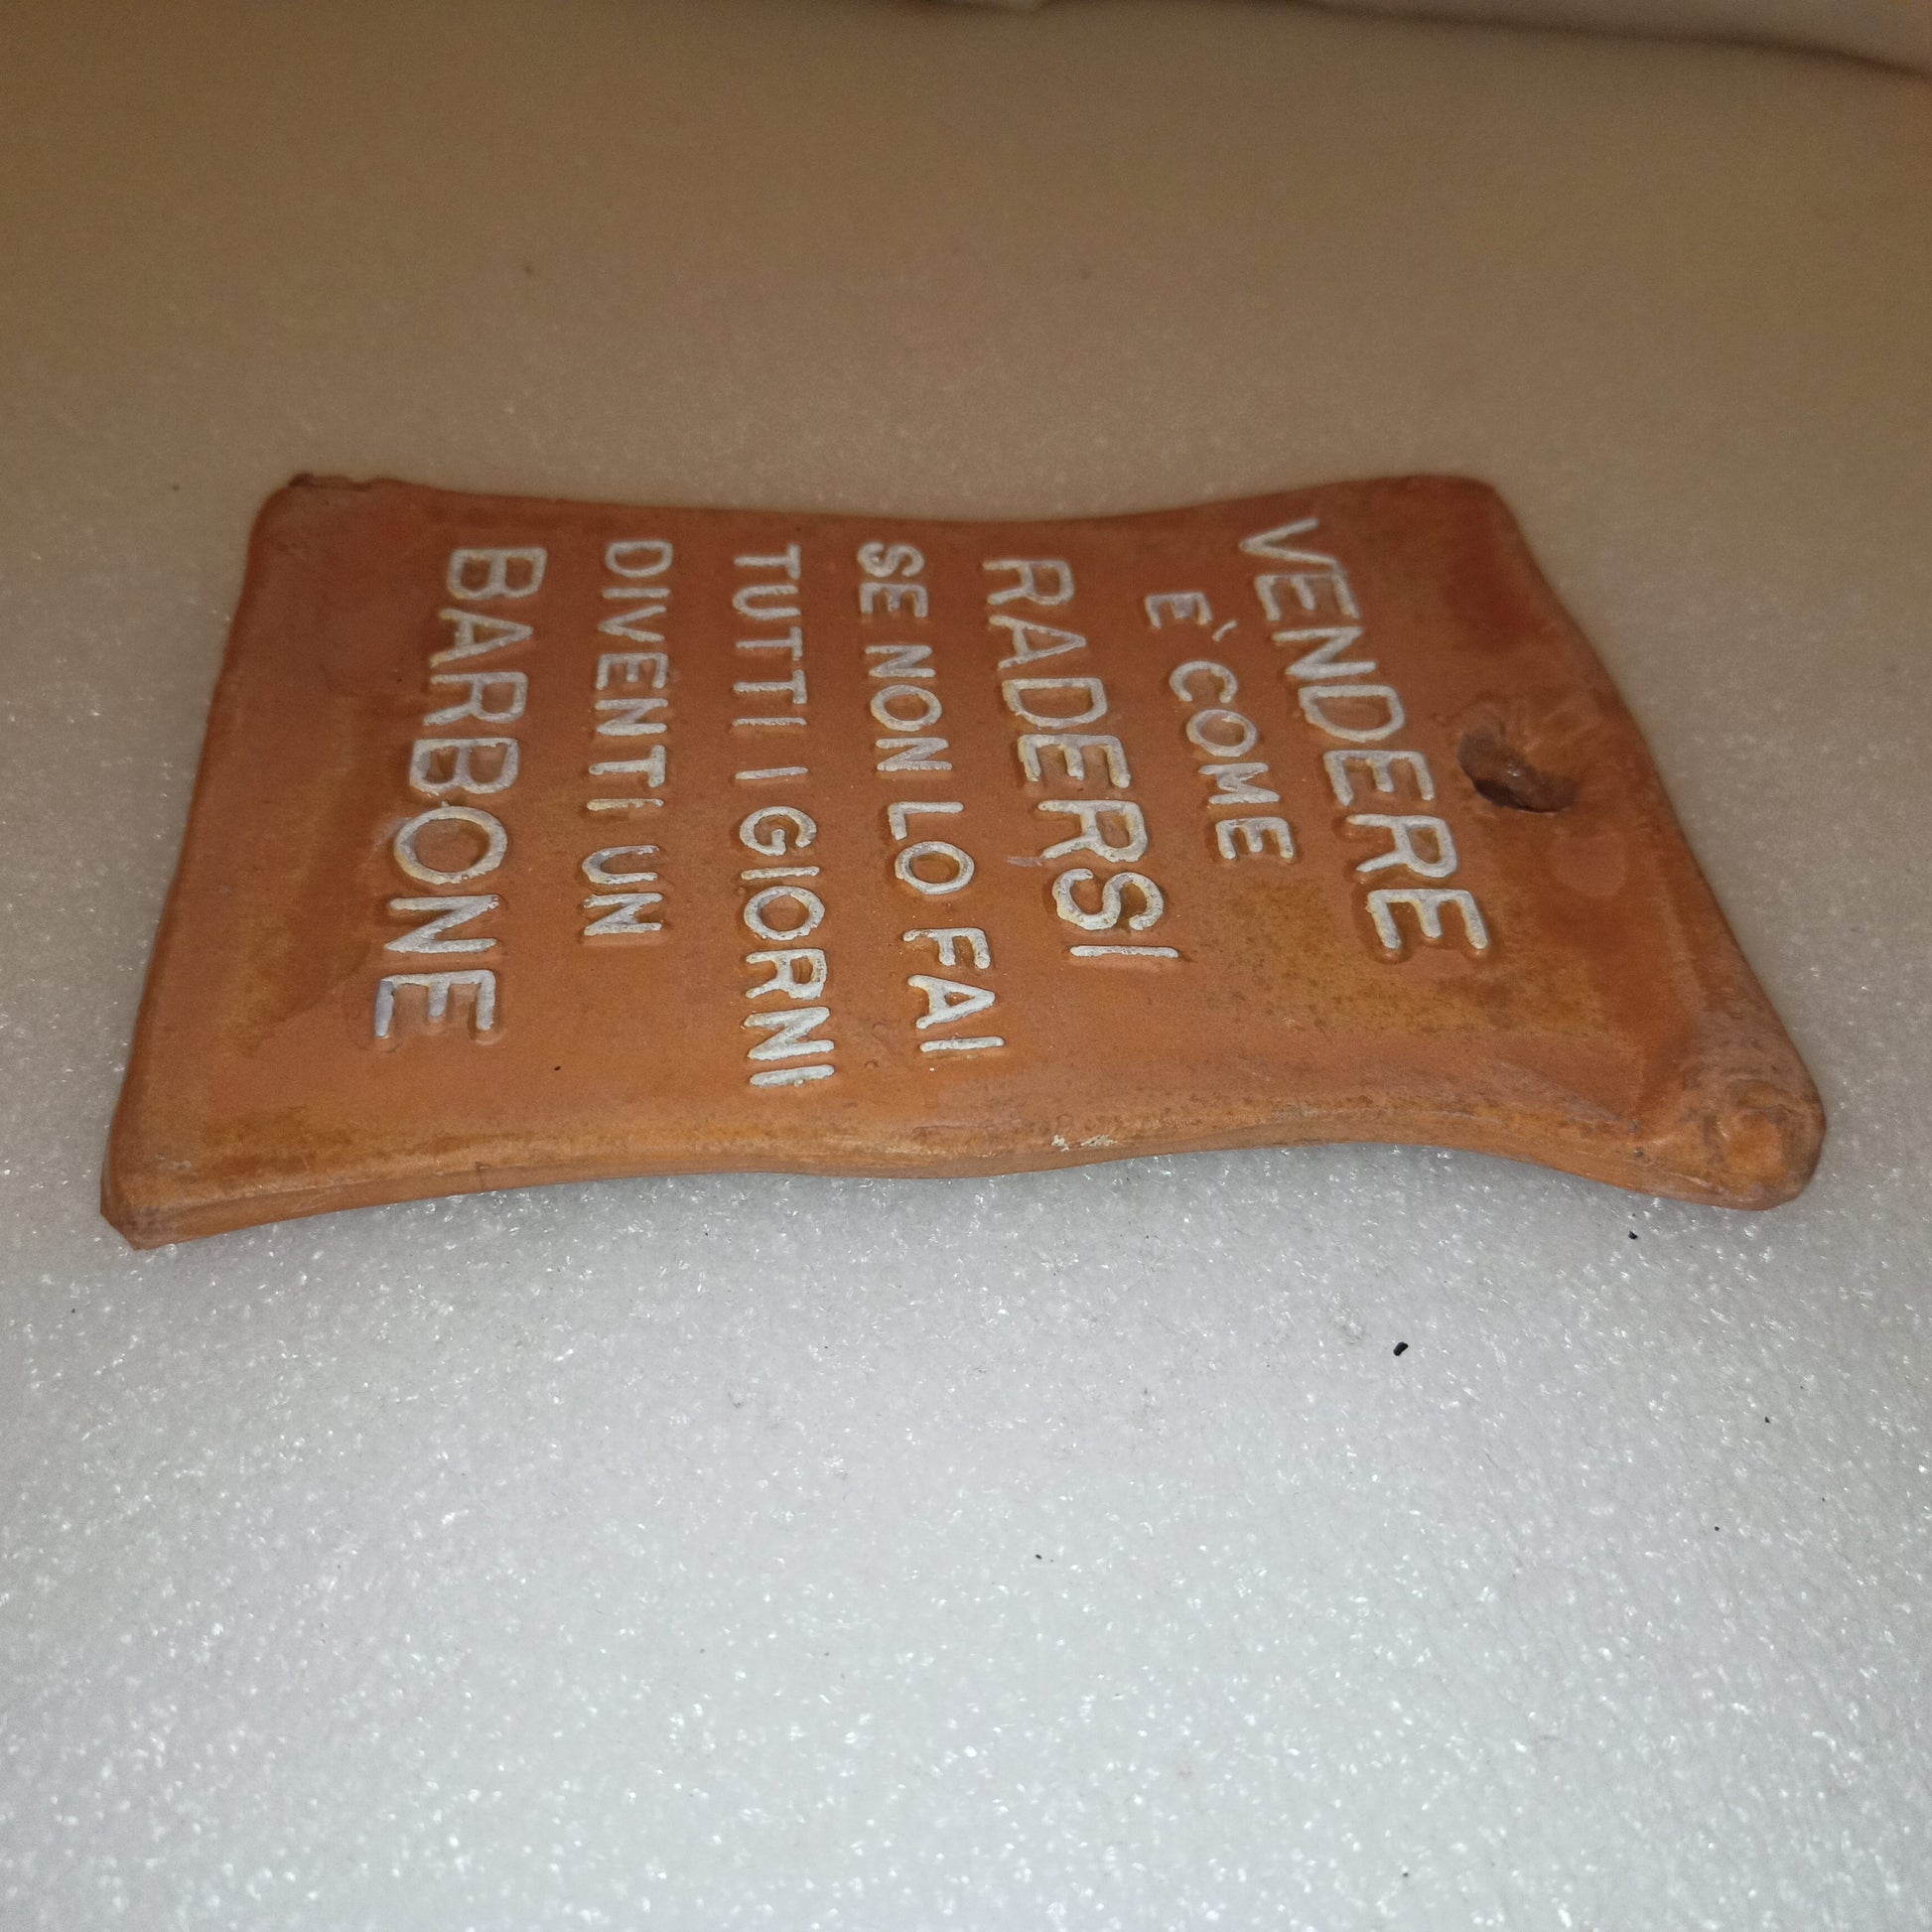 VENDERE
E' COME
RADERSI
SE NON LO FAI
TUTTI I GIORNI
DIVENTI UN
BARBONE